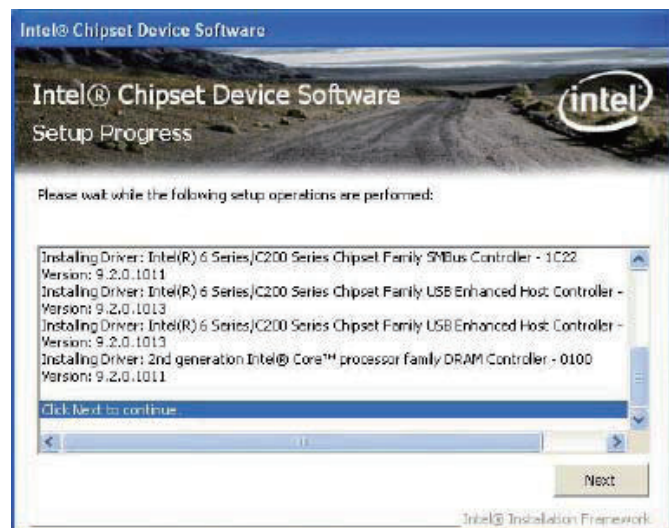 Intel® Chipset Device Software
Intel® Chipset Device Software
Setup Progress
intel
Please wait while the following setup operations are performed:
Installing Driver: Intel(R) 6 Series/C200 Series Chipset Family SMBus Controller - 1C22
Version: 9.2.0.1011
Installing Driver: Intel(R) 6 Series/C200 Series Chipset Family USB Enhanced Host Controller -
Version: 9.2.0.1013
Installing Driver: Intel(R) 6 Series/C200 Series Chipset Family USB Enhanced Host Controller -
Version: 9.2.0.1013
Installing Driver: 2nd generation Intel® Core™ processor family DRAM Controller - 0100
Version: 9.2.0.1011
Click Next to continue.
Next
Intel® Installation Framework